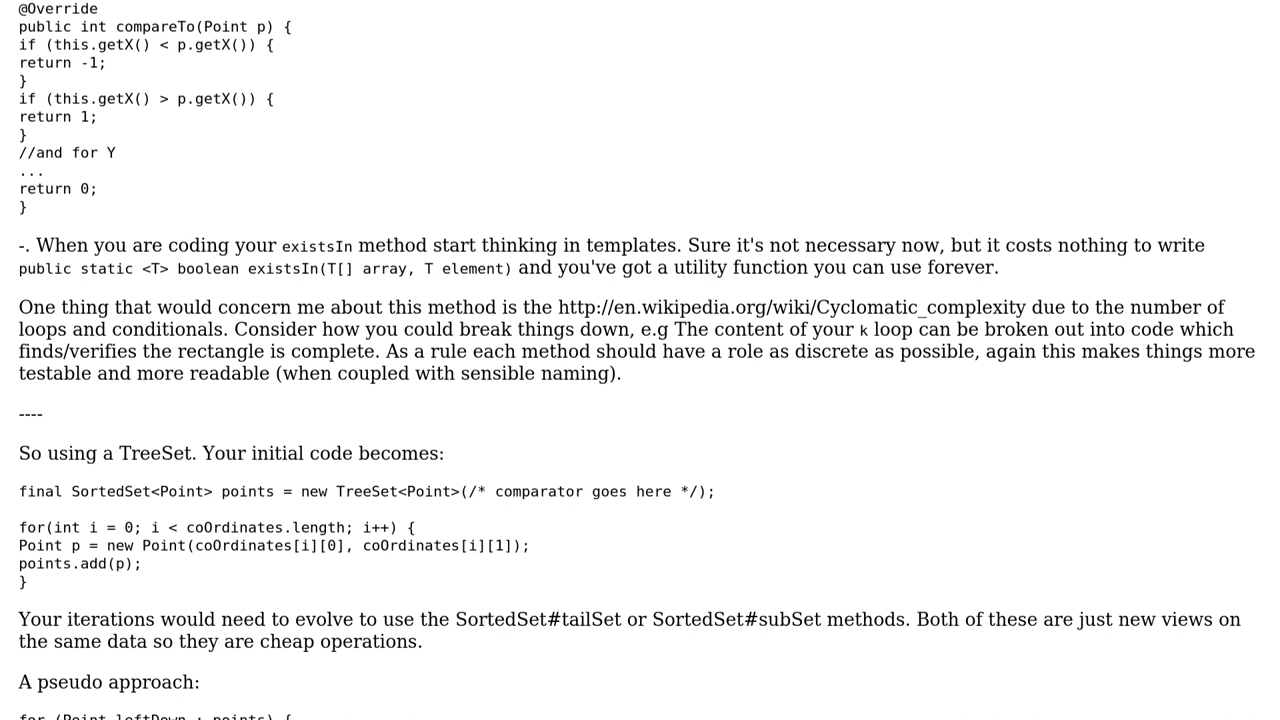 @Override
public int compareTo(Point p) {
if (this.getX() < p.getX()) {
return -1;
}
if (this.getX() > p.getX()) {
return 1;
}
//and for Y
...
return 0;
}
-. When you are coding your existsIn method start thinking in templates. Sure it's not necessary now, but it costs nothing to write
public static <T> boolean existsIn(T[] array, T element) and you've got a utility function you can use forever.
One thing that would concern me about this method is the http://en.wikipedia.org/wiki/Cyclomatic_complexity due to the number of
loops and conditionals. Consider how you could break things down, e.g The content of your k loop can be broken out into code which
finds/verifies the rectangle is complete. As a rule each method should have a role as discrete as possible, again this makes things more
testable and more readable (when coupled with sensible naming).
----
So using a TreeSet. Your initial code becomes:
final SortedSet<Point> points = new TreeSet<Point>(/* comparator goes here */);
for(int i = 0; i < coOrdinates.length; i++) {
Point p = new Point(coOrdinates[i][0], coOrdinates[i][1]);
points.add(p);
}
Your iterations would need to evolve to use the SortedSet#tailSet or SortedSet#subSet methods. Both of these are just new views on
the same data so they are cheap operations.
A pseudo approach:
for (Point leftDown : points) {